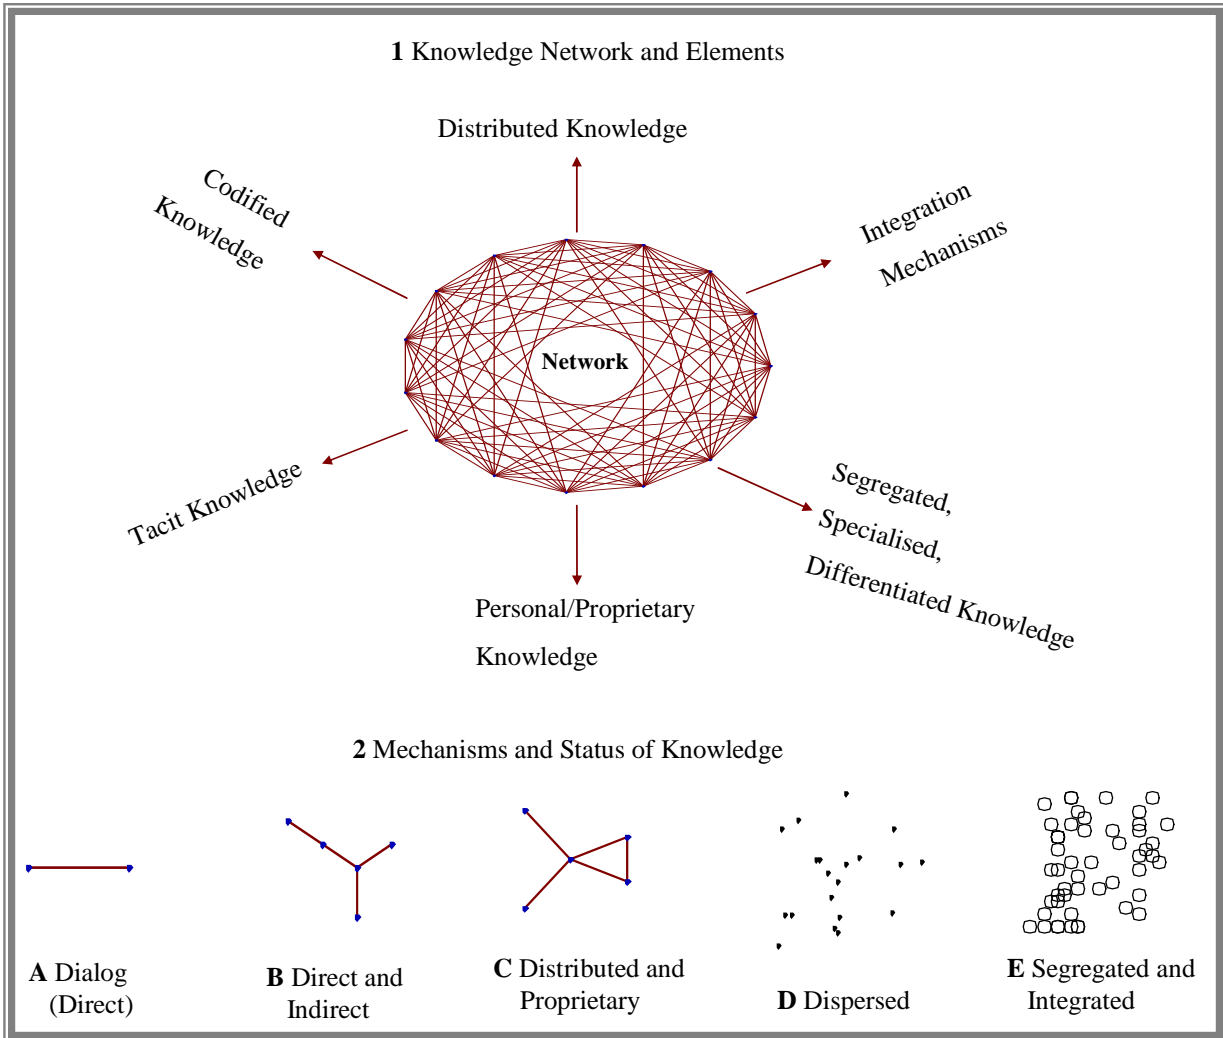 1 Knowledge Network and Elements
Distributed Knowledge
Codified
Knowledge
Integration
Mechanisms
Network
Tacit Knowledge
Segregated,
Specialised,
Differentiated Knowledge
Personal/Proprietary
Knowledge
2 Mechanisms and Status of Knowledge
A Dialog
(Direct)
B Direct and
Indirect
C Distributed and
Proprietary
D Dispersed
E Segregated and
Integrated